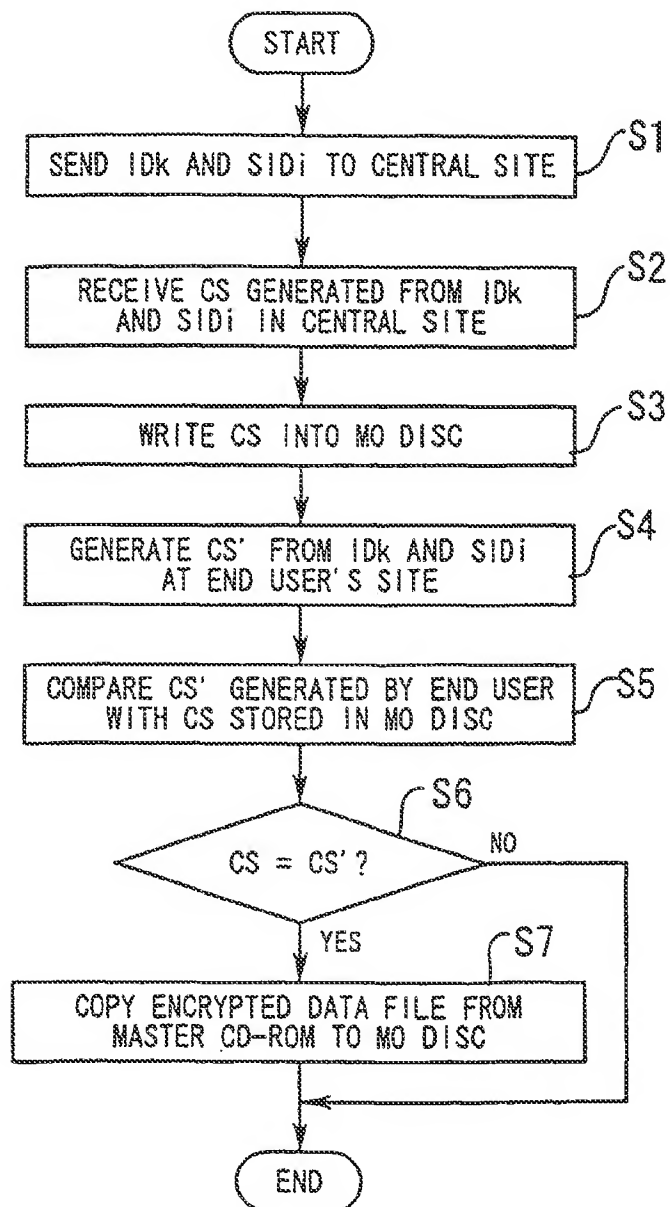 START
S1
SEND IDk AND SIDi TO CENTRAL SITE
S2
RECEIVE CS GENERATED FROM IDk
AND SIDi IN CENTRAL SITE
S3
WRITE CS INTO MO DISC
S4
GENERATE CS' FROM IDk AND SIDi
AT END USER'S SITE
S5
COMPARE CS' GENERATED BY END USER
WITH CS STORED IN MO DISC
S6
CS = CS'?
NO
YES
S7
COPY ENCRYPTED DATA FILE FROM
MASTER CD-ROM TO MO DISC
END